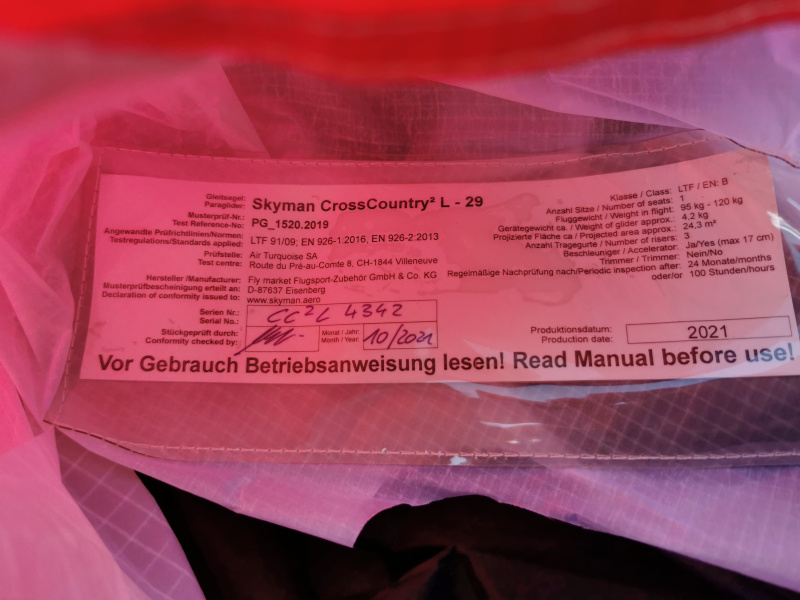 Gleitsegel: Paraglider: Skyman CrossCountry² L - 29
Musterprüf-Nr.: Test Reference-No: PG_1520.2019
Angewandte Prüfrichtlinien/Normen: Testregulations/Standards applied: LTF 91/09; EN 926-1:2016, EN 926-2:2013
Prüfstelle: Air Turquoise SA
Test centre: Route du Pré-au-Comte 8, CH-1844 Villeneuve
Hersteller / Manufacturer: Fly market Flugsport-Zubehör GmbH & Co. KG
Musterprüfbescheinigung erteilt an: D-87637 Eisenberg
Declaration of conformity issued to: www.skyman.aero
Serien Nr.: Serial No.: CC²L 4342
Stückgeprüft durch: Conformity checked by:
Monat / Jahr: Month / Year: 10/2021
Klasse / Class: LTF / EN: B
Anzahl Sitze / Number of seats: 1
Fluggewicht / Weight in flight: 95 kg - 120 kg
Gerätegewicht ca. / Weight of glider approx.: 4,2 kg
Projizierte Fläche ca / Projected area approx.: 24,3 m²
Anzahl Tragegurte / Number of risers: 3
Beschleuniger / Accelerator: Ja/Yes (max 17 cm)
Trimmer / Trimmer: Nein/No
Regelmäßige Nachprüfung nach/Periodic inspection after: 24 Monate/months
oder/or 100 Stunden/hours
Produktionsdatum: Production date: 2021
Vor Gebrauch Betriebsanweisung lesen! Read Manual before use!